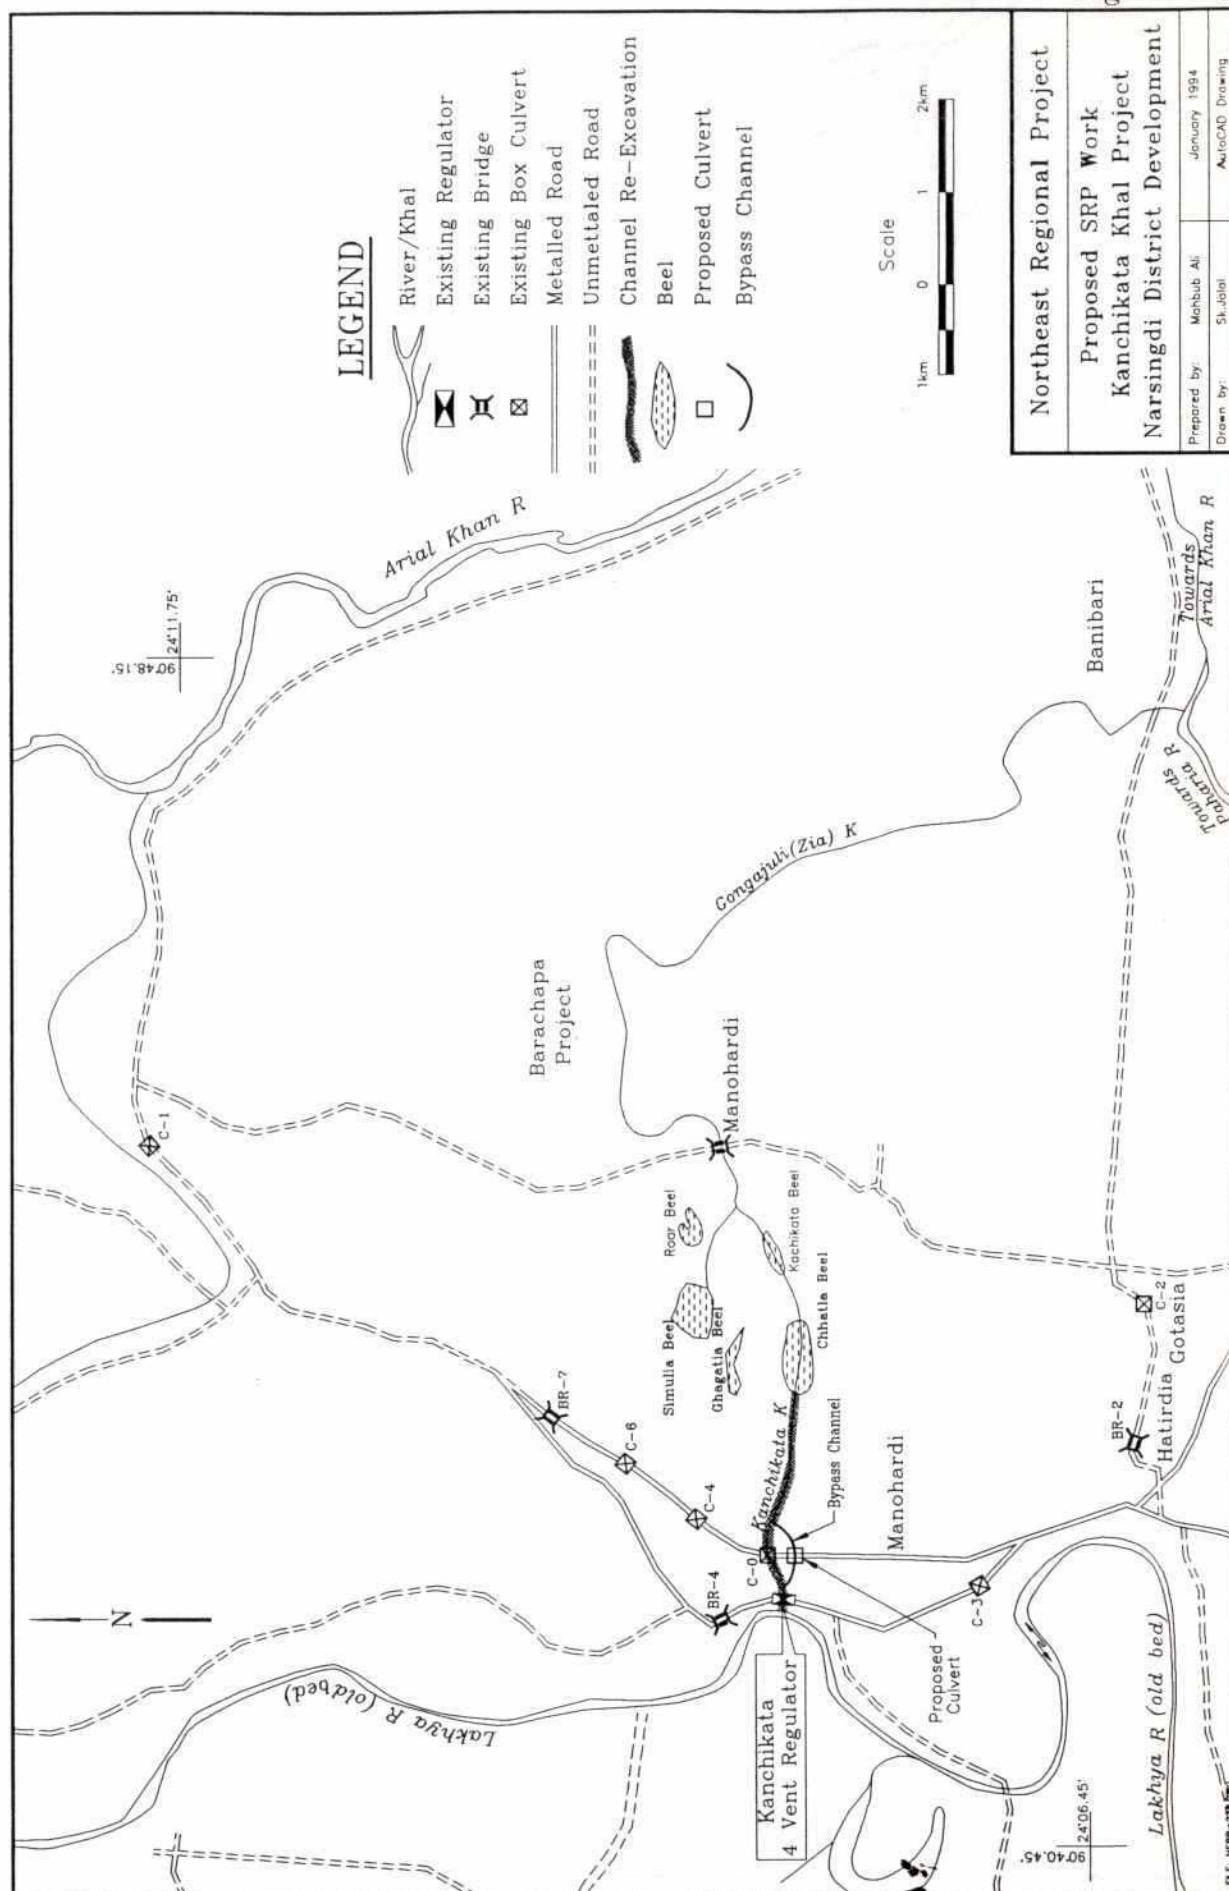 LEGEND
River/Khal
Existing Regulator
Existing Bridge
Existing Box Culvert
Metalled Road
Unmettaled Road
Channel Re-Excavation
Beel
Proposed Culvert
Bypass Channel
Scale
1km 0 1 2km
Northeast Regional Project
Proposed SRP Work
Kanchikata Khal Project
Narsingdi District Development
Prepared by: Mahbub Ali January 1994
Drawn by: Sk.Jalal AutoCAD Drawing
90°48.15'
24°11.75'
Arial Khan R
Barachapa
Project
C-1
Manohardi
Gongajuli(Zia) K
Banibari
Towards
Arial Khan R
Towards
Paharia R
Roar Beel
Kachikata Beel
Simulia Beel
Ghagatia Beel
Chhatla Beel
BR-7
C-6
C-4
Kanchikata K
Bypass Channel
Manohardi
C-0
BR-4
C-3
BR-2
C-2
Hatirdia Gotasia
N
Lakhya R (old bed)
Kanchikata
4 Vent Regulator
Proposed
Culvert
Lakhya R (old bed)
90°40.45'
24°06.45'